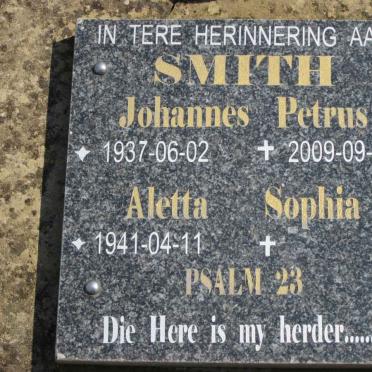 IN TERE HERINNERING AA
SMITH
Johannes Petrus
1937-06-02 ✝ 2009-09-
Aletta Sophia
1941-04-11 ✝
PSALM 23
Die Here is my herder......